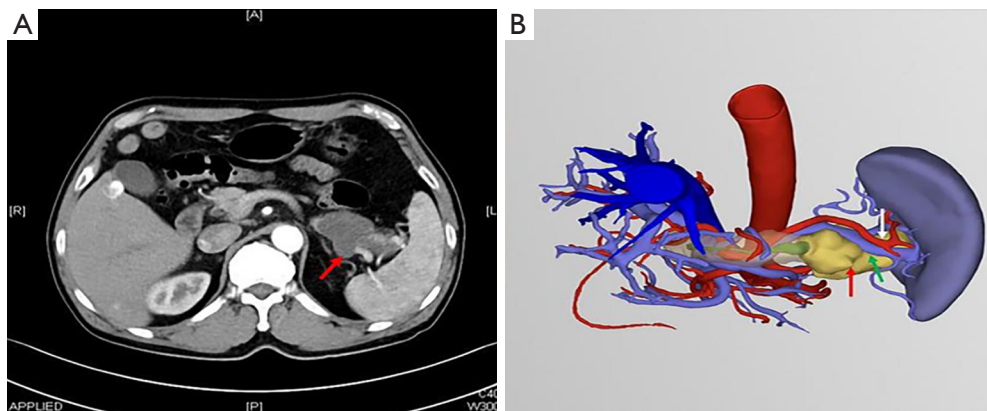 A
[A]
B
[R]
[L
C40
APPLIED
[P]
W300